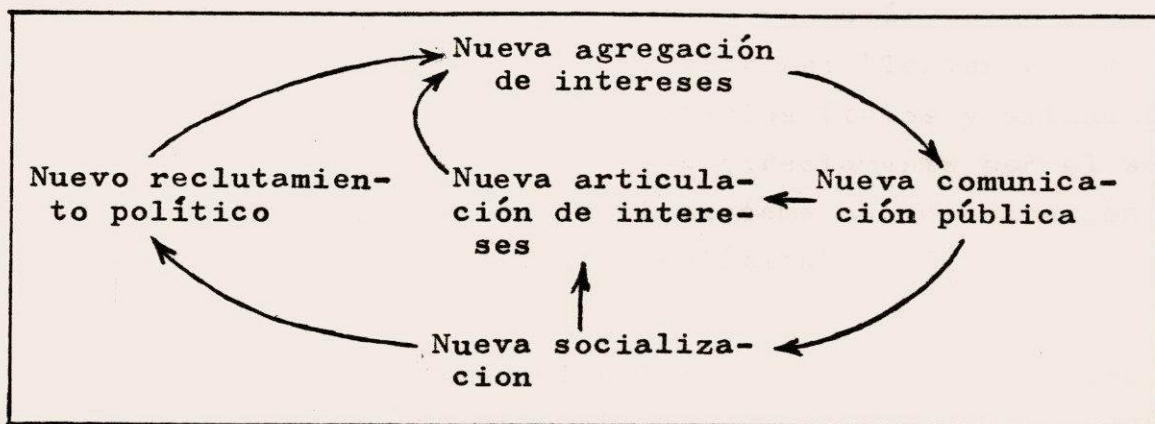 Nueva agregación
de intereses
Nuevo reclutamien-
to político
Nueva articula-
ción de intere-
ses
Nueva comunica-
ción pública
Nueva socializa-
cion